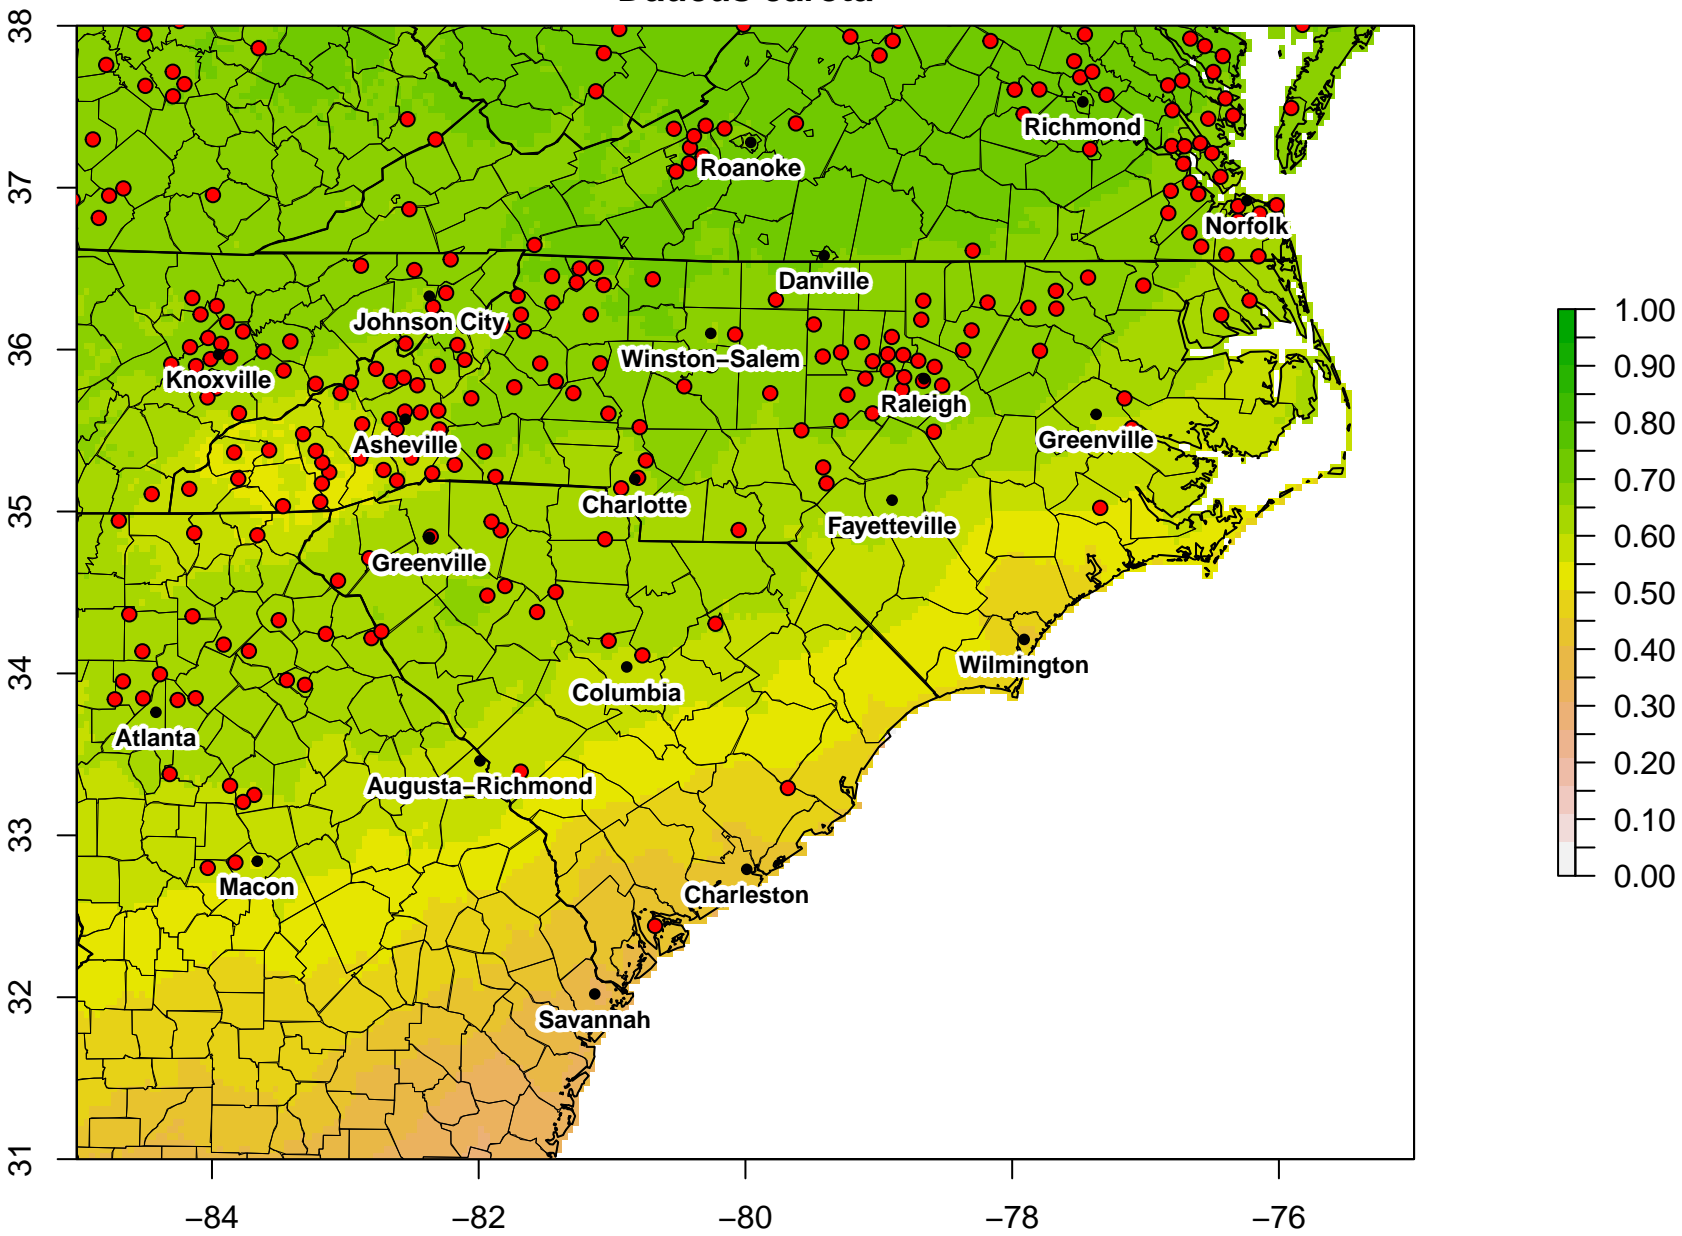 Daucus carota
38
37
36
35
34
33
32
31
Richmond
Roanoke
Norfolk
Danville
Johnson City
Winston−Salem
Knoxville
Raleigh
Asheville
Greenville
Charlotte
Fayetteville
Greenville
Wilmington
Columbia
Atlanta
Augusta−Richmond
Macon
Charleston
Savannah
−84
−82
−80
−78
−76
1.00
0.90
0.80
0.70
0.60
0.50
0.40
0.30
0.20
0.10
0.00